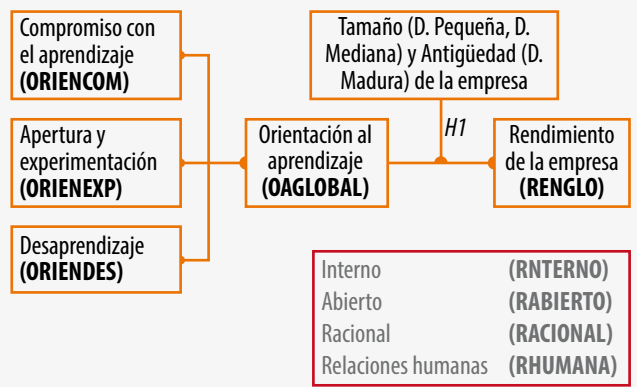 Compromiso con
el aprendizaje
(ORIENCOM)
Tamaño (D. Pequeña, D.
Mediana) y Antigüedad (D.
Madura) de la empresa
H1
Apertura y
experimentación
(ORIENEXP)
Orientación al
aprendizaje
(OAGLOBAL)
Rendimiento
de la empresa
(RENGLO)
Desaprendizaje
(ORIENDES)
Interno (RNTERNO)
Abierto (RABIERTO)
Racional (RACIONAL)
Relaciones humanas (RHUMANA)